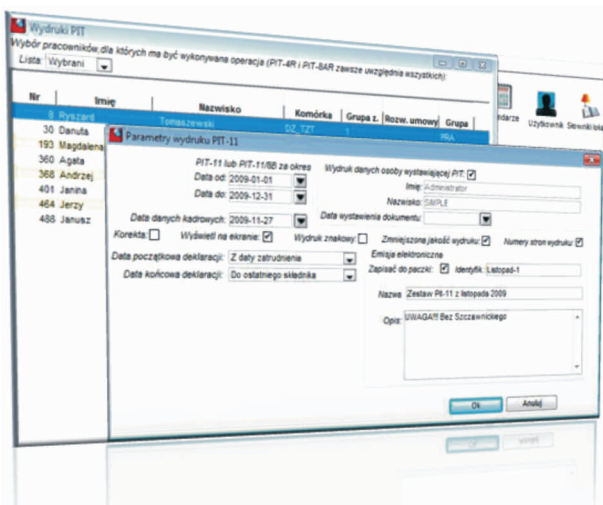 Wydruki PIT
Wybór pracowników, dla których ma być wykonywana operacja (PIT-4R i PIT-8AR zawsze uwzględnia wszystkich):
Lista: Wybrani
Nr Imię Nazwisko Komórka Grupa z. Rozw. umowy Grupa
8 Ryszard Tomaszewski DZ_TZT 1 PRA
30 Danuta
193 Magdalena
360 Agata
368 Andrzej
401 Janina
464 Jerzy
488 Janusz
Użytkownik
Parametry wydruku PIT-11
PIT-11 lub PIT-11/8B za okres
Data od: 2009-01-01
Data do: 2009-12-31
Wydruk danych osoby wystawiającej PIT:
Imię: Administrator
Nazwisko: SIMPLE
Data danych kadrowych: 2009-11-27
Data wystawienia dokumentu:
Korekta: Wyświetl na ekranie: Wydruk znakowy: Zmniejszona jakość wydruku: Numery stron wydruku:
Data początkowa deklaracji: Z daty zatrudnienie
Data końcowa deklaracji: Do ostatniego składnika
Emisja elektroniczne
Zapisać do paczki: Identyfik. Listopad-1
Nazwa Zestaw Pit-11 z listopada 2009
Opis: UWAGA!!! Bez Szczawnickiego
Ok Anuluj